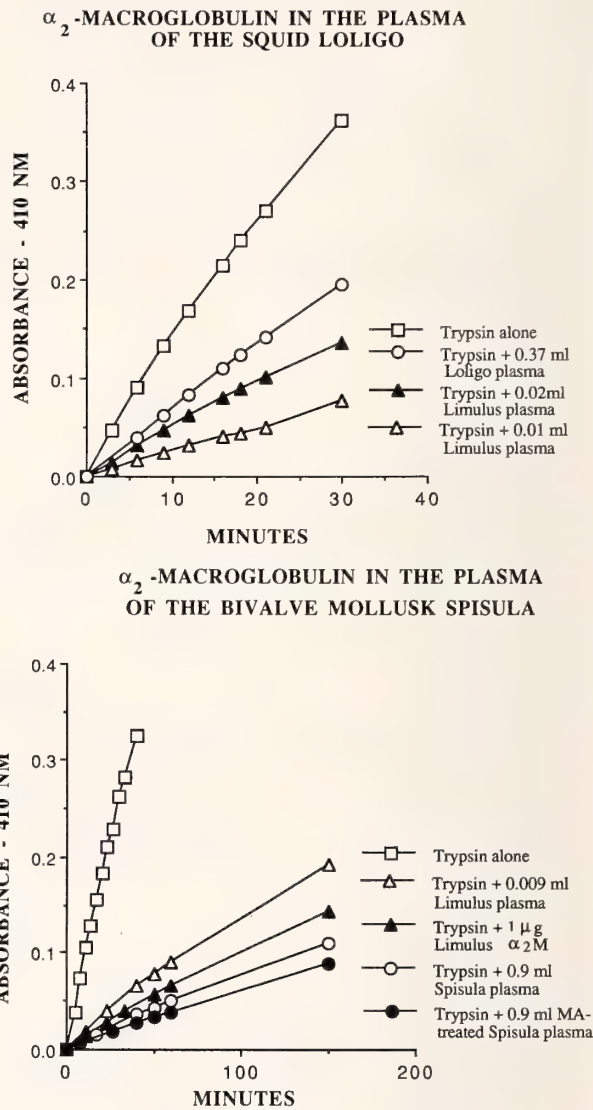 α2-MACROGLOBULIN IN THE PLASMA
OF THE SQUID LOLIGO
0.4
0.3
0.2
0.1
0.0
ABSORBANCE - 410 NM
0
10
20
30
40
MINUTES
Trypsin alone
Trypsin + 0.37 ml
Loligo plasma
Trypsin + 0.02ml
Limulus plasma
Trypsin + 0.01 ml
Limulus plasma
α2 -MACROGLOBULIN IN THE PLASMA
OF THE BIVALVE MOLLUSK SPISULA
0.4
0.3
0.2
0.1
0.0
ABSORBANCE - 410 NM
0
100
200
MINUTES
Trypsin alone
Trypsin + 0.009 ml
Limulus plasma
Trypsin + 1 µg
Limulus α2M
Trypsin + 0.9 ml
Spisula plasma
Trypsin + 0.9 ml MA-
treated Spisula plasma